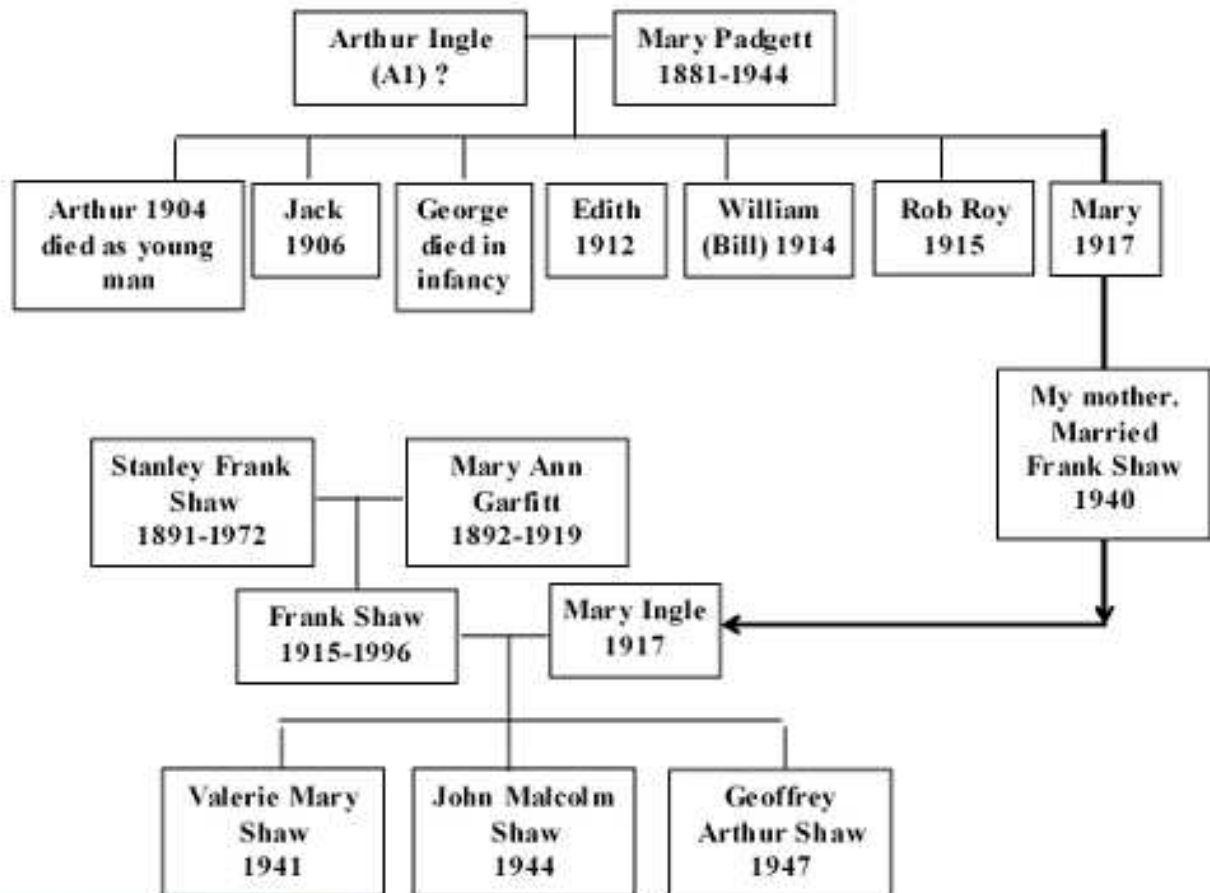 Arthur Ingle
(A1) ?
Mary Padgett
1881-1944
Arthur 1904
died as young
man
Jack
1906
George
died in
infancy
Edith
1912
William
(Bill) 1914
Rob Roy
1915
Mary
1917
My mother.
Married
Frank Shaw
1940
Stanley Frank
Shaw
1891-1972
Mary Ann
Garfitt
1892-1919
Frank Shaw
1915-1996
Mary Ingle
1917
Valerie Mary
Shaw
1941
John Malcolm
Shaw
1944
Geoffrey
Arthur Shaw
1947